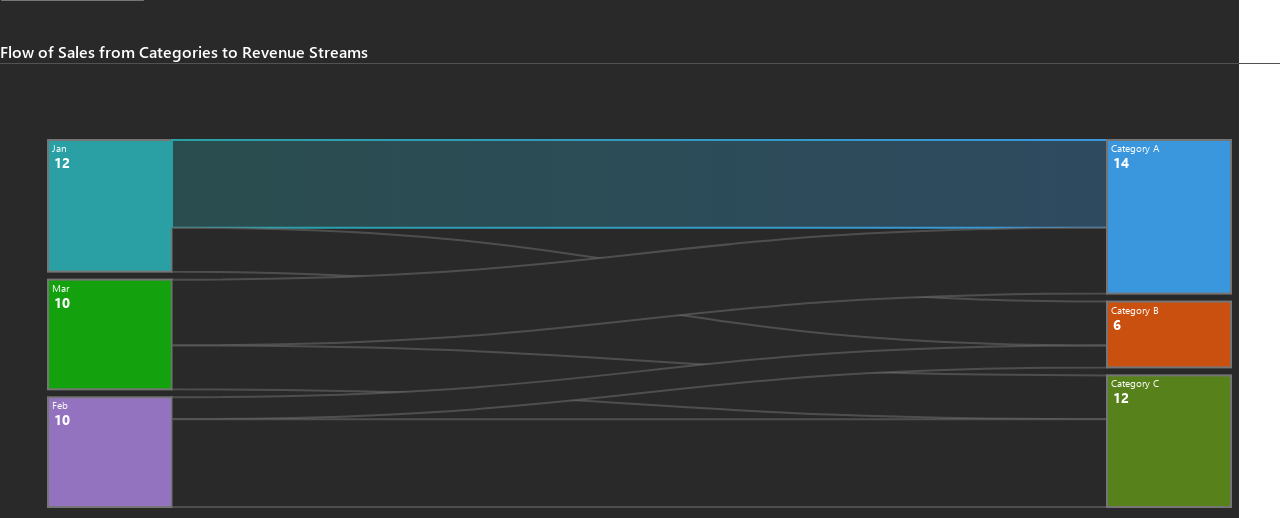 Flow of Sales from Categories to Revenue Streams
Jan
12
Category A
14
Mar
10
Category B
6
Feb
10
Category C
12